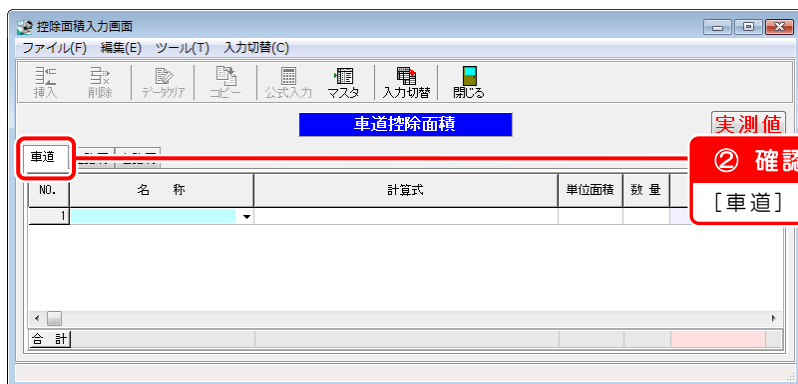 控除面積入力画面
ファイル(F) 編集(E) ツール(T) 入力切替(C)
挿入 削除 データクリア コピー 公式入力 マスタ 入力切替 閉じる
車道控除面積
実測値
車道
② 確認
[車道]
NO. 名 称 計算式 単位面積 数 量
1
合 計